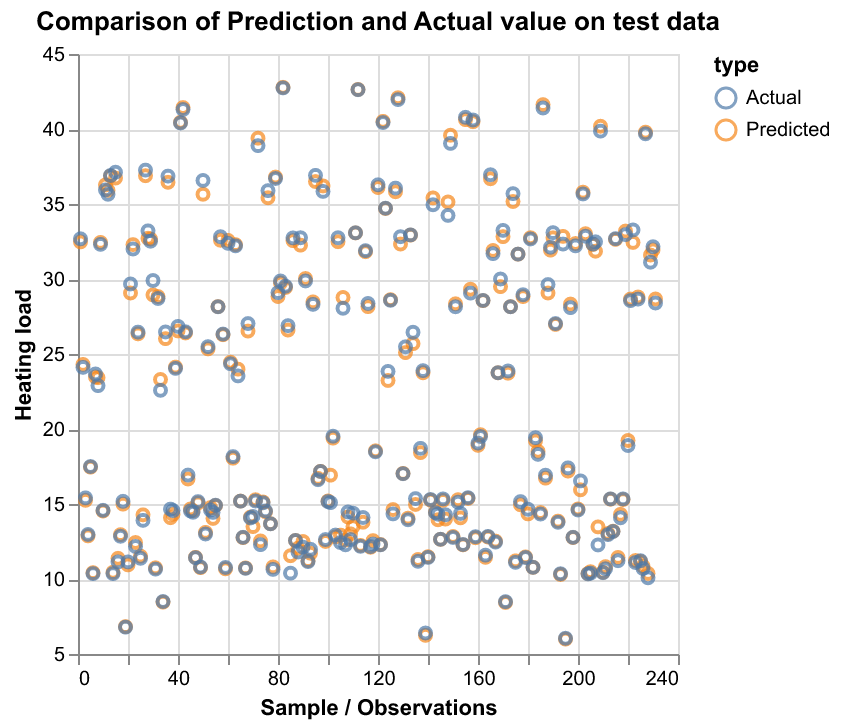 Comparison of Prediction and Actual value on test data
type
Actual
Predicted
Heating load
45
40
35
30
25
20
15
10
5
0 40 80 120 160 200 240
Sample / Observations